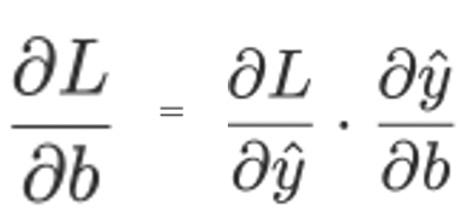 ∂L/∂b = ∂L/∂ŷ · ∂ŷ/∂b